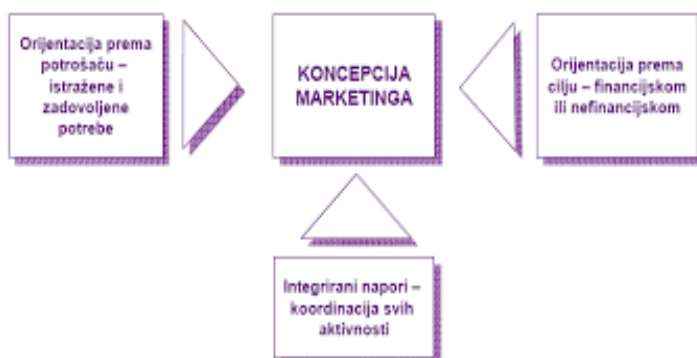 Orijentacija prema
potrošaču –
istražene i
zadovoljene
potrebe
KONCEPCIJA
MARKETINGA
Orijentacija prema
cilju – financijskom
ili nefinancijskom
Integrirani napori –
koordinacija svih
aktivnosti